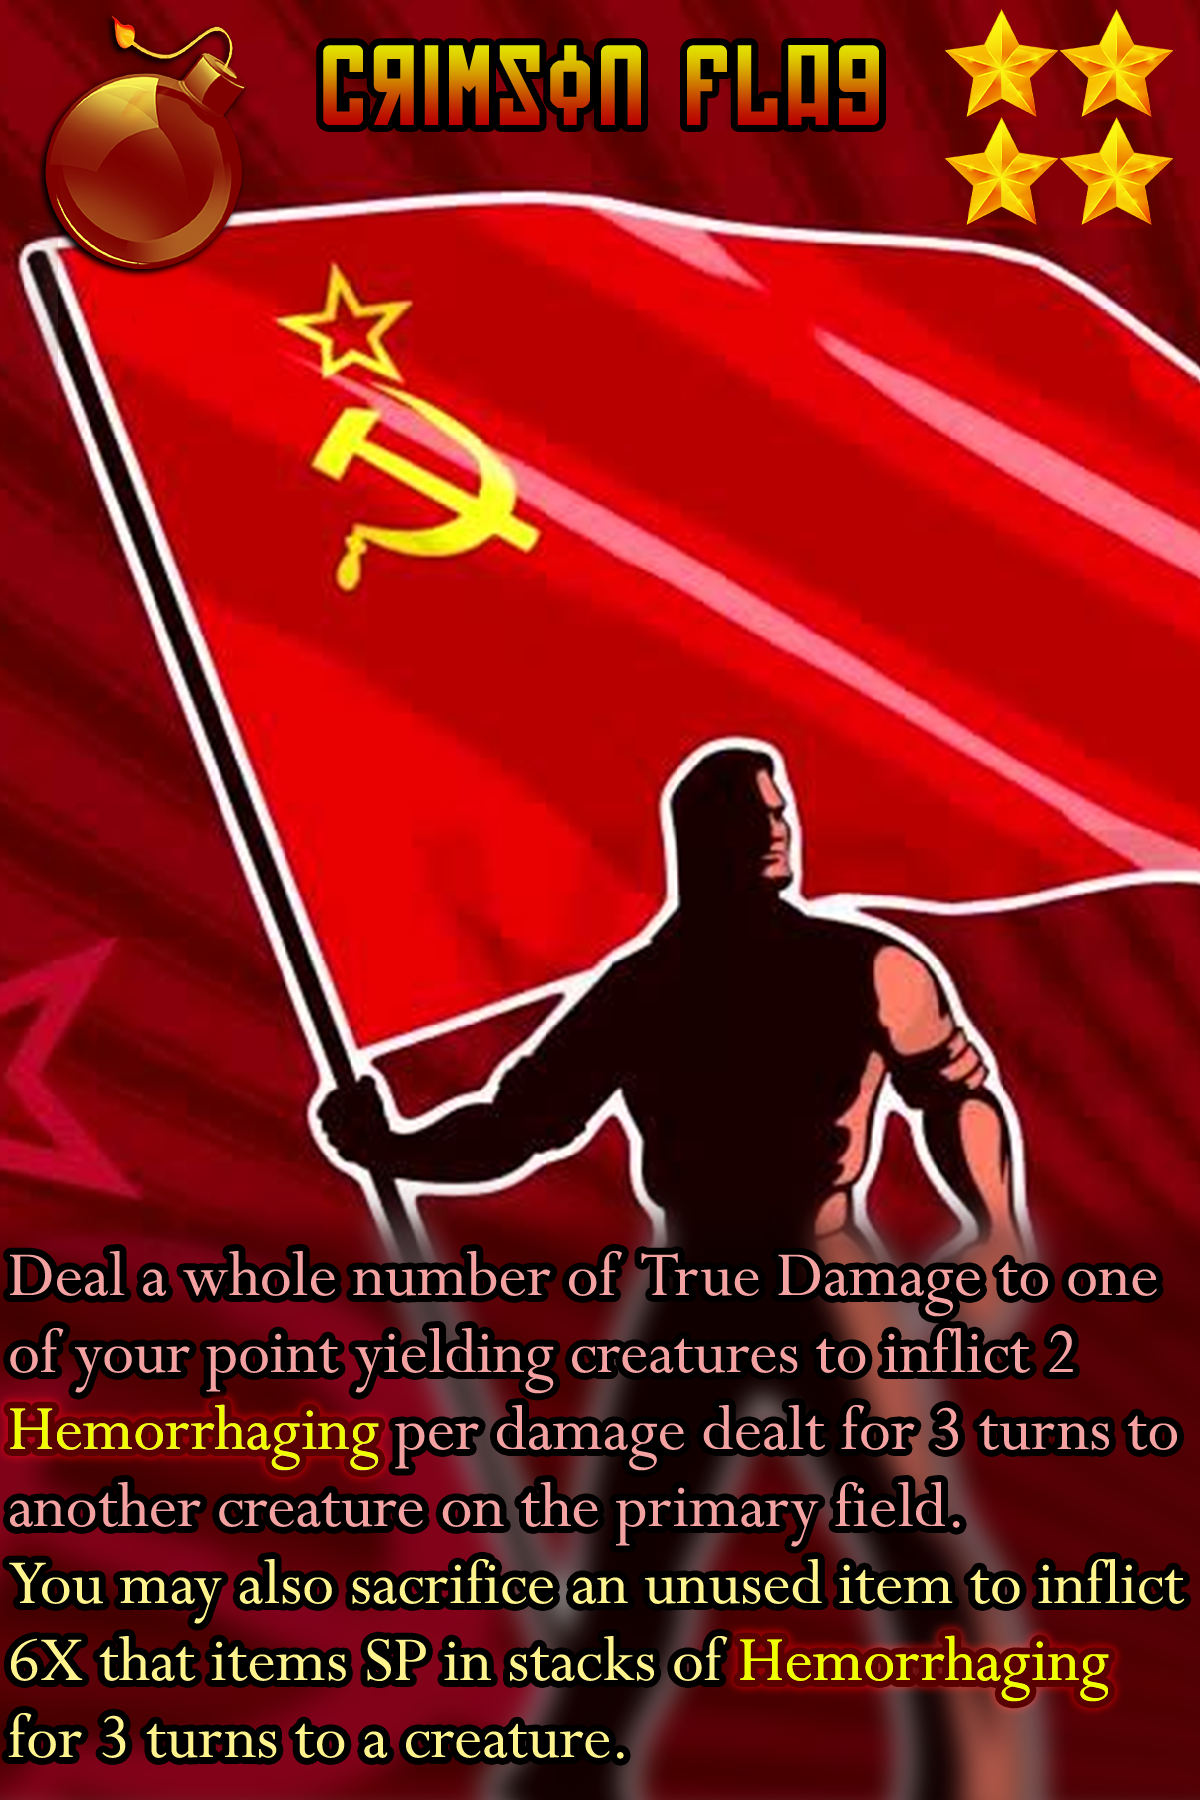 CRIMSON FLAG
Deal a whole number of True Damage to one
of your point yielding creatures to inflict 2
Hemorrhaging per damage dealt for 3 turns to
another creature on the primary field.
You may also sacrifice an unused item to inflict
6X that items SP in stacks of Hemorrhaging
for 3 turns to a creature.